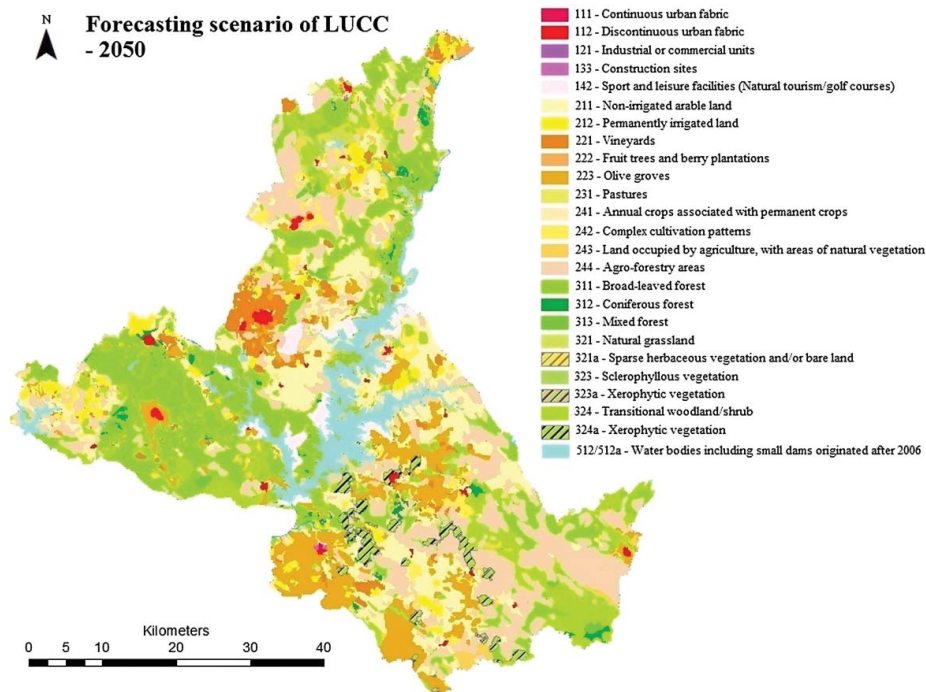 N
Forecasting scenario of LUCC
- 2050
111 - Continuous urban fabric
112 - Discontinuous urban fabric
121 - Industrial or commercial units
133 - Construction sites
142 - Sport and leisure facilities (Natural tourism/golf courses)
211 - Non-irrigated arable land
212 - Permanently irrigated land
221 - Vineyards
222 - Fruit trees and berry plantations
223 - Olive groves
231 - Pastures
241 - Annual crops associated with permanent crops
242 - Complex cultivation patterns
243 - Land occupied by agriculture, with areas of natural vegetation
244 - Agro-forestry areas
311 - Broad-leaved forest
312 - Coniferous forest
313 - Mixed forest
321 - Natural grassland
321a - Sparse herbaceous vegetation and/or bare land
323 - Sclerophyllous vegetation
323a - Xerophytic vegetation
324 - Transitional woodland/shrub
324a - Xerophytic vegetation
512/512a - Water bodies including small dams originated after 2006
Kilometers
0 5 10 20 30 40